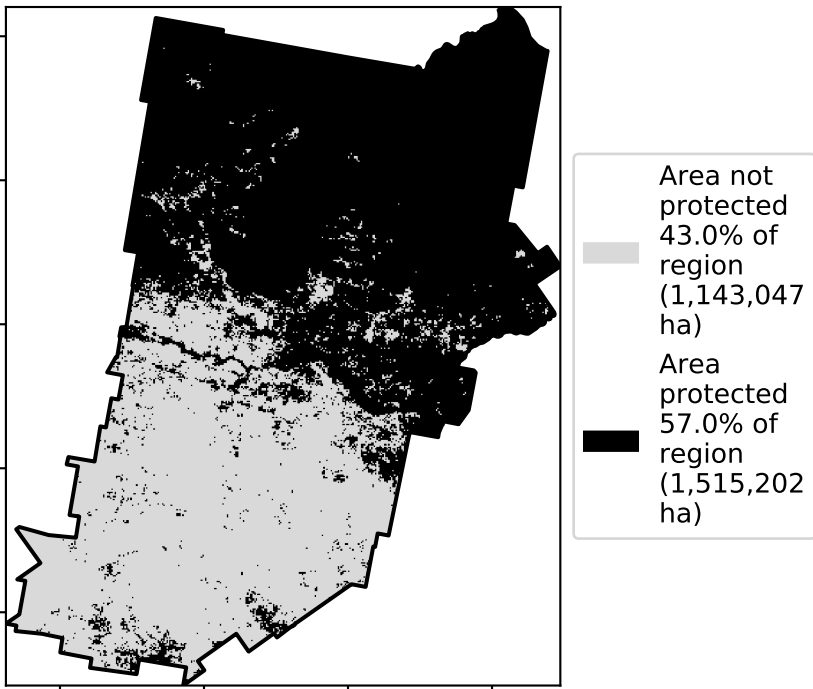 Area not
protected
43.0% of
region
(1,143,047
ha)
Area
protected
57.0% of
region
(1,515,202
ha)